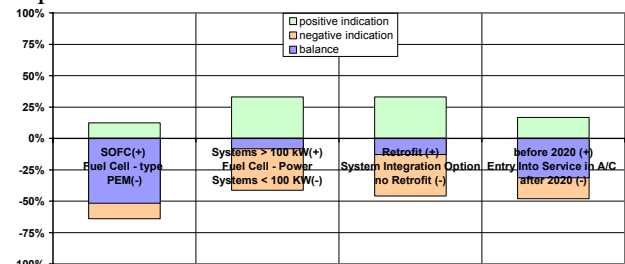 100%
75%
50%
25%
0%
-25%
-50%
-75%
-100%
positive indication
negative indication
balance
SOFC(+)
Fuel Cell - type
PEM(-)
Systems > 100 kW(+)
Fuel Cell - Power
Systems < 100 KW(-)
Retrofit (+)
System Integration Option
no Retrofit (-)
before 2020 (+)
Entry Into Service in A/C
after 2020 (-)